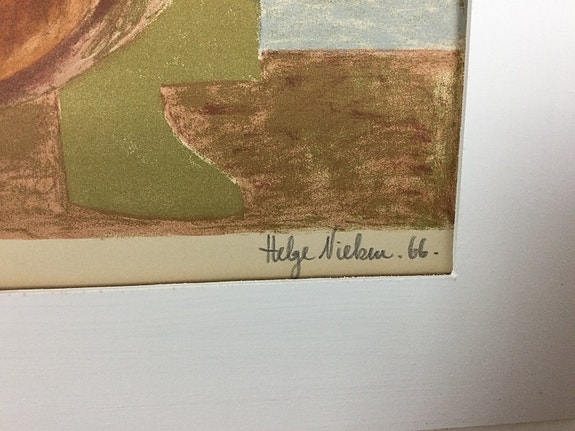 Helge Nielsen . 66 .